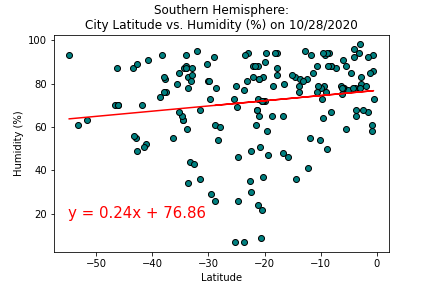 Southern Hemisphere:
City Latitude vs. Humidity (%) on 10/28/2020
100
80
60
40
20
Humidity (%)
y = 0.24x + 76.86
−50
−40
−30
−20
−10
0
Latitude